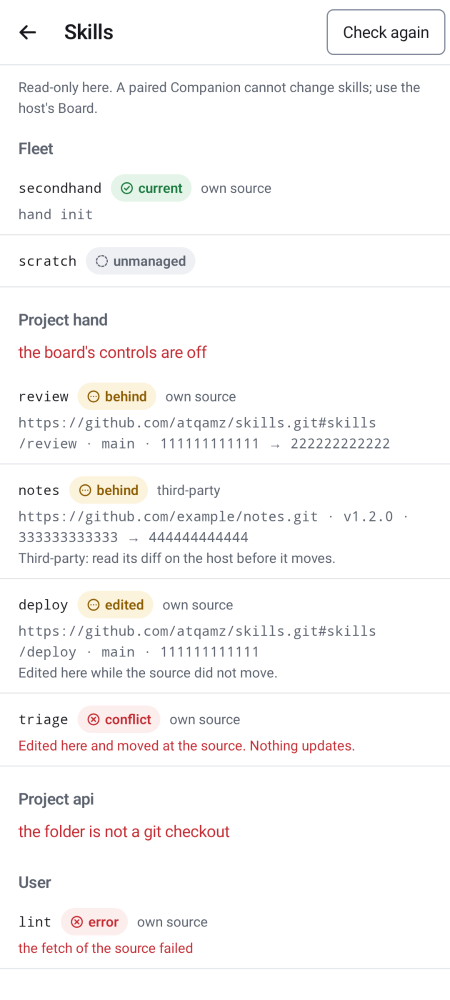 Skills
Check again
Read-only here. A paired Companion cannot change skills; use the
host's Board.
Fleet
secondhand current own source
hand init
scratch unmanaged
Project hand
the board's controls are off
review behind own source
https://github.com/atqamz/skills.git#skills
/review · main · 111111111111 → 222222222222
notes behind third-party
https://github.com/example/notes.git · v1.2.0 ·
333333333333 → 444444444444
Third-party: read its diff on the host before it moves.
deploy edited own source
https://github.com/atqamz/skills.git#skills
/deploy · main · 111111111111
Edited here while the source did not move.
triage conflict own source
Edited here and moved at the source. Nothing updates.
Project api
the folder is not a git checkout
User
lint error own source
the fetch of the source failed